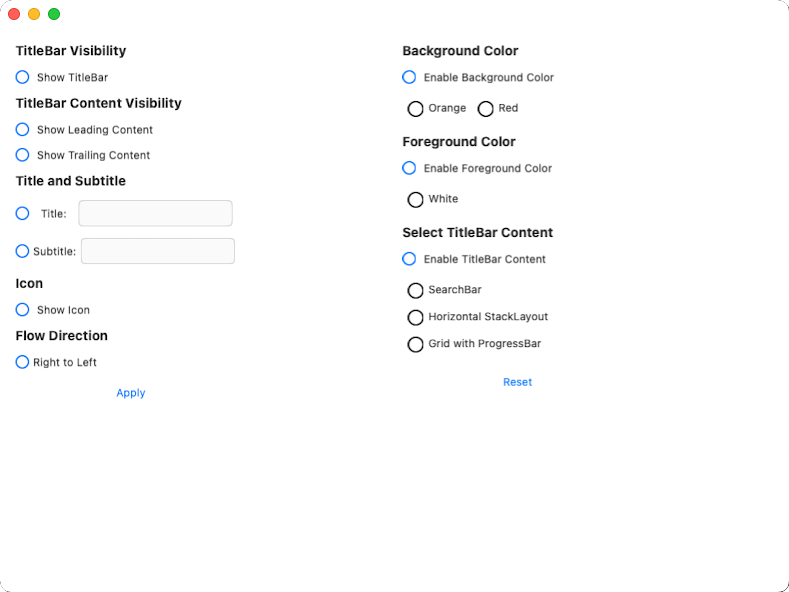 TitleBar Visibility
Show TitleBar
TitleBar Content Visibility
Show Leading Content
Show Trailing Content
Title and Subtitle
Title:
Subtitle:
Icon
Show Icon
Flow Direction
Right to Left
Apply
Background Color
Enable Background Color
Orange Red
Foreground Color
Enable Foreground Color
White
Select TitleBar Content
Enable TitleBar Content
SearchBar
Horizontal StackLayout
Grid with ProgressBar
Reset